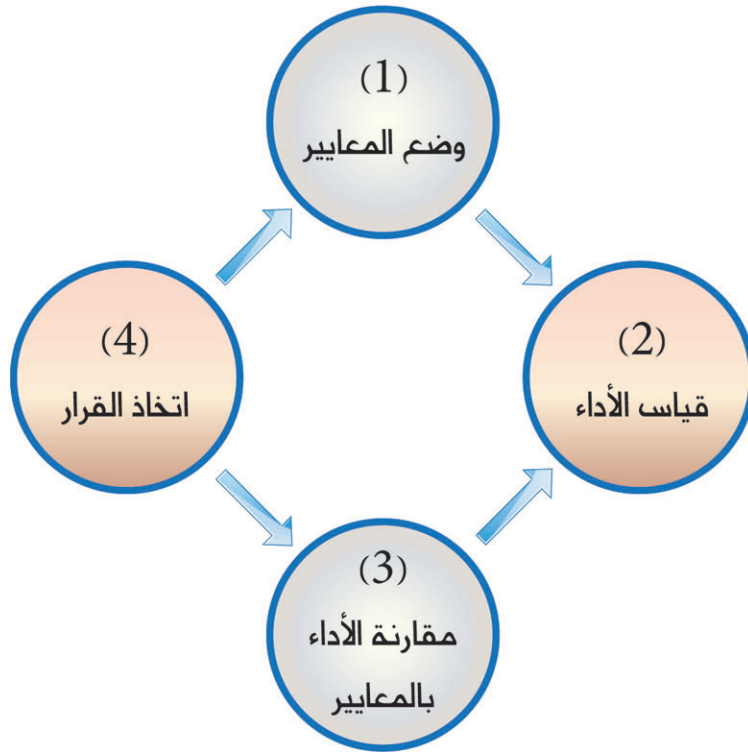 (1)
وضع المعايير
(2)
قياس الأداء
(3)
مقارنة الأداء
بالمعايير
(4)
اتخاذ القرار